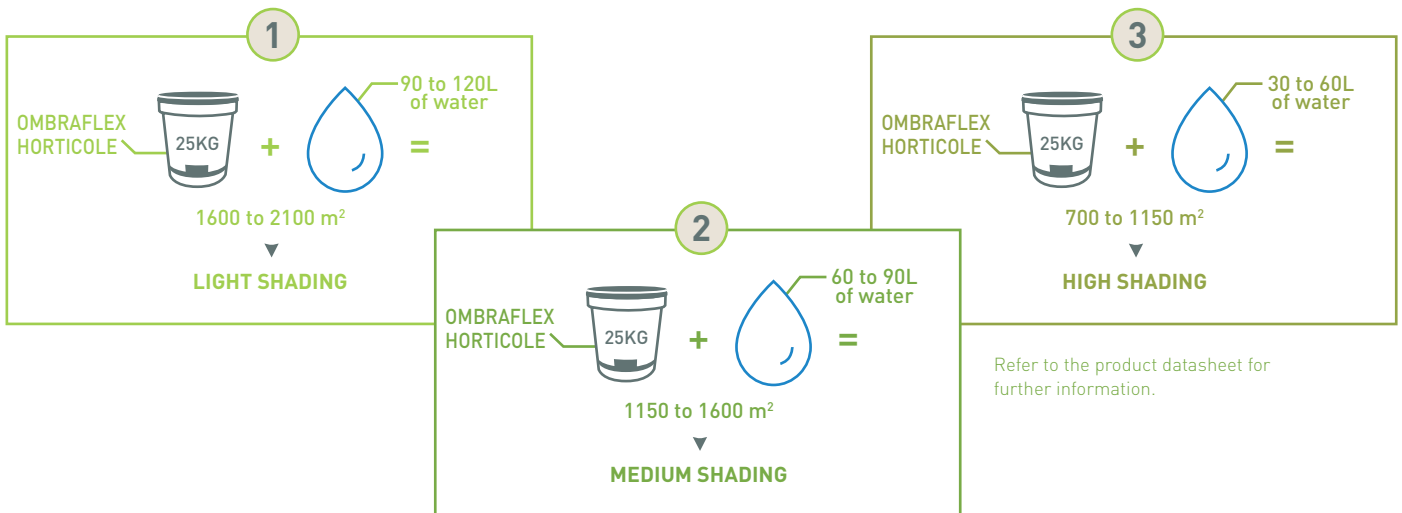 1
OMBRAFLEX
HORTICOLE
25KG
+
90 to 120L
of water
=
1600 to 2100 m²
LIGHT SHADING
2
OMBRAFLEX
HORTICOLE
25KG
+
60 to 90L
of water
=
1150 to 1600 m²
MEDIUM SHADING
3
OMBRAFLEX
HORTICOLE
25KG
+
30 to 60L
of water
=
700 to 1150 m²
HIGH SHADING
Refer to the product datasheet for
further information.